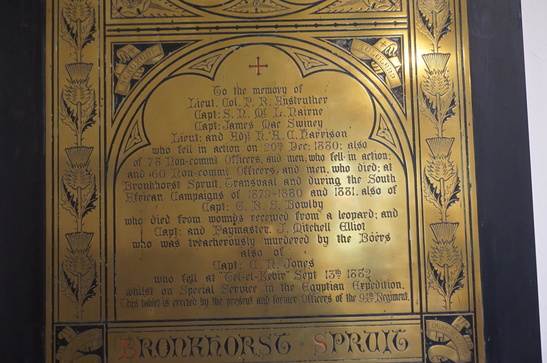 To the memory of
Lieut. Col. P. R. Anstruther
Capt: S. N. Mc L. Nairne
Capt: James Mac Swiney
Lieut: and Adjt H. A. C. Harrison
who fell in action on 20th Dec: 1880: also
of 78 Non-commd Officers, and men, who fell in action:
and 60 Non-commd Officers, and men, who died; at
Bronkhorst Spruit, Transvaal and during the South
African Campaigns of 1879-1880 and 1881. also of
Capt: C. R. S. Bowlby
who died from wounds received from a leopard: and
Capt: and Paymaster J. Mitchell Elliot
who was treacherously murdered by the Böers
also of
Capt: C. N. Jones
who fell at "Tel-el-Kebir" Sept 13th 1882
whilst on Special Service in the Egyptian Expedition.
This tablet is erected by the present and former Officers of the 94th Regiment.
BRONKHORST · SPRUIT